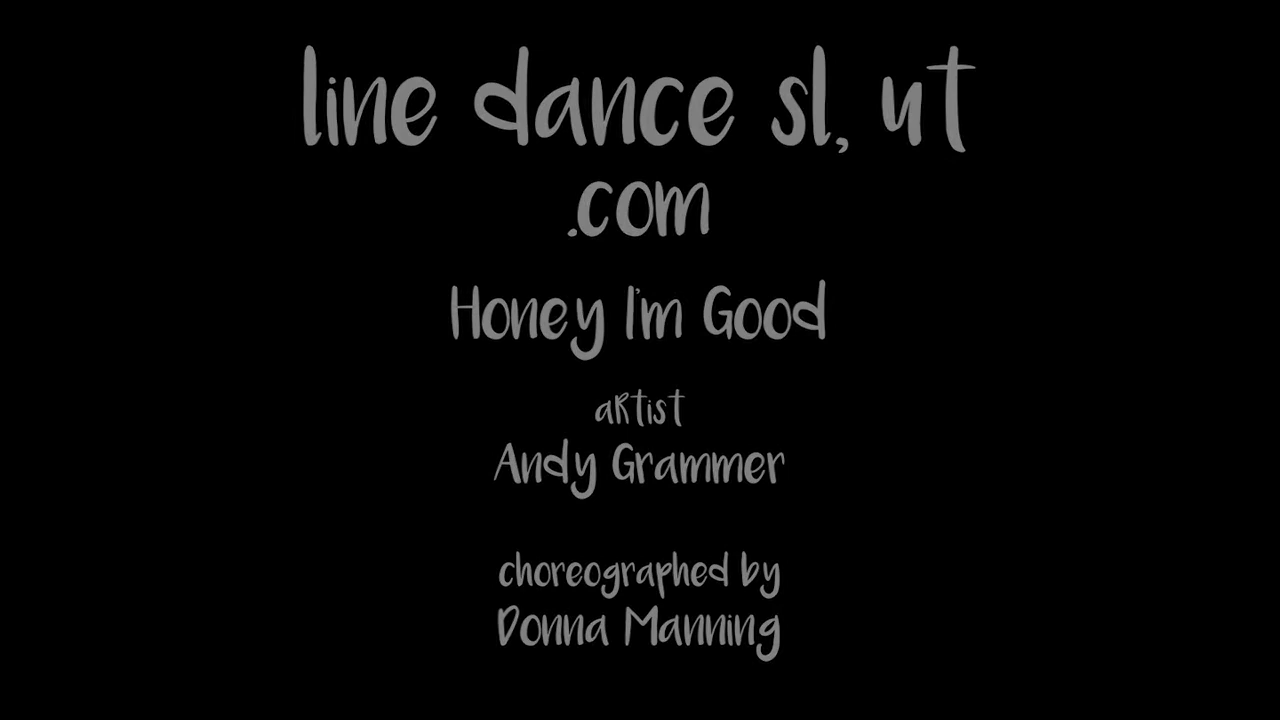 line dance sl, ut
.com
Honey I'm Good
aRtist
Andy Grammer
choreographed by
Donna Manning